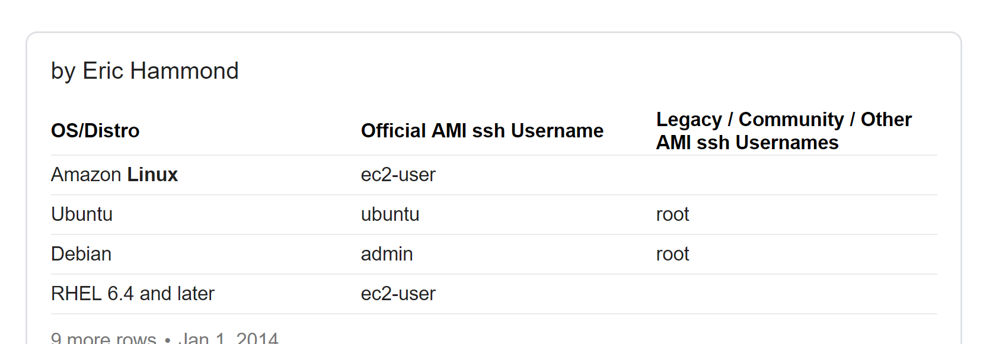 by Eric Hammond
OS/Distro Official AMI ssh Username Legacy / Community / Other AMI ssh Usernames
Amazon Linux ec2-user
Ubuntu ubuntu root
Debian admin root
RHEL 6.4 and later ec2-user
9 more rows • Jan 1, 2014